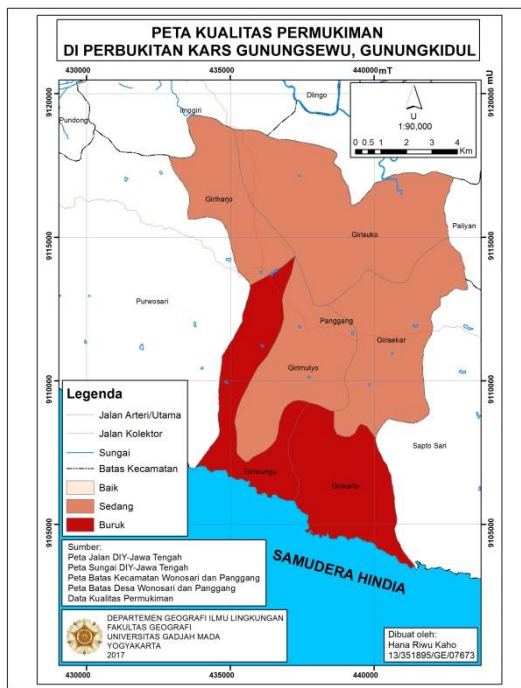 PETA KUALITAS PERMUKIMAN
DI PERBUKITAN KARS GUNUNGSEWU, GUNUNGKIDUL
430000
435000
440000 mT
mU
9120000
9115000
9110000
9105000
9120000
9115000
9110000
9105000
U
1:90,000
0 0.5 1 2 3 4
Km
Dlingo
Imogiri
Pundong
Giriharjo
Girisuko
Paliyan
Purwosari
Panggang
Girisekar
Girimulyo
Sapto Sari
Giriwungu
Girikarto
SAMUDERA HINDIA
Legenda
Jalan Arteri/Utama
Jalan Kolektor
Sungai
Batas Kecamatan
Baik
Sedang
Buruk
Sumber:
Peta Jalan DIY-Jawa Tengah
Peta Sungai DIY-Jawa Tengah
Peta Batas Kecamatan Wonosari dan Panggang
Peta Batas Desa Wonosari dan Panggang
Data Kualitas Permukiman
DEPARTEMEN GEOGRAFI ILMU LINGKUNGAN
FAKULTAS GEOGRAFI
UNIVERSITAS GADJAH MADA
YOGYAKARTA
2017
Dibuat oleh:
Hana Riwu Kaho
13/351895/GE/07673
430000
435000
440000